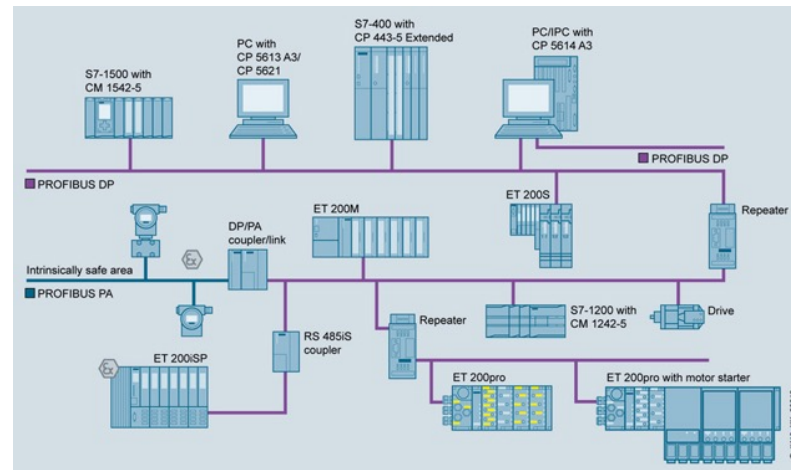 S7-400 with
CP 443-5 Extended
PC/IPC with
CP 5614 A3
PC with
CP 5613 A3/
CP 5621
S7-1500 with
CM 1542-5
PROFIBUS DP
PROFIBUS DP
ET 200M
ET 200S
Repeater
DP/PA
coupler/link
Ex
Intrinsically safe area
PROFIBUS PA
S7-1200 with
CM 1242-5
Drive
Repeater
RS 485iS
coupler
ET 200iSP
Ex
ET 200pro
ET 200pro with motor starter